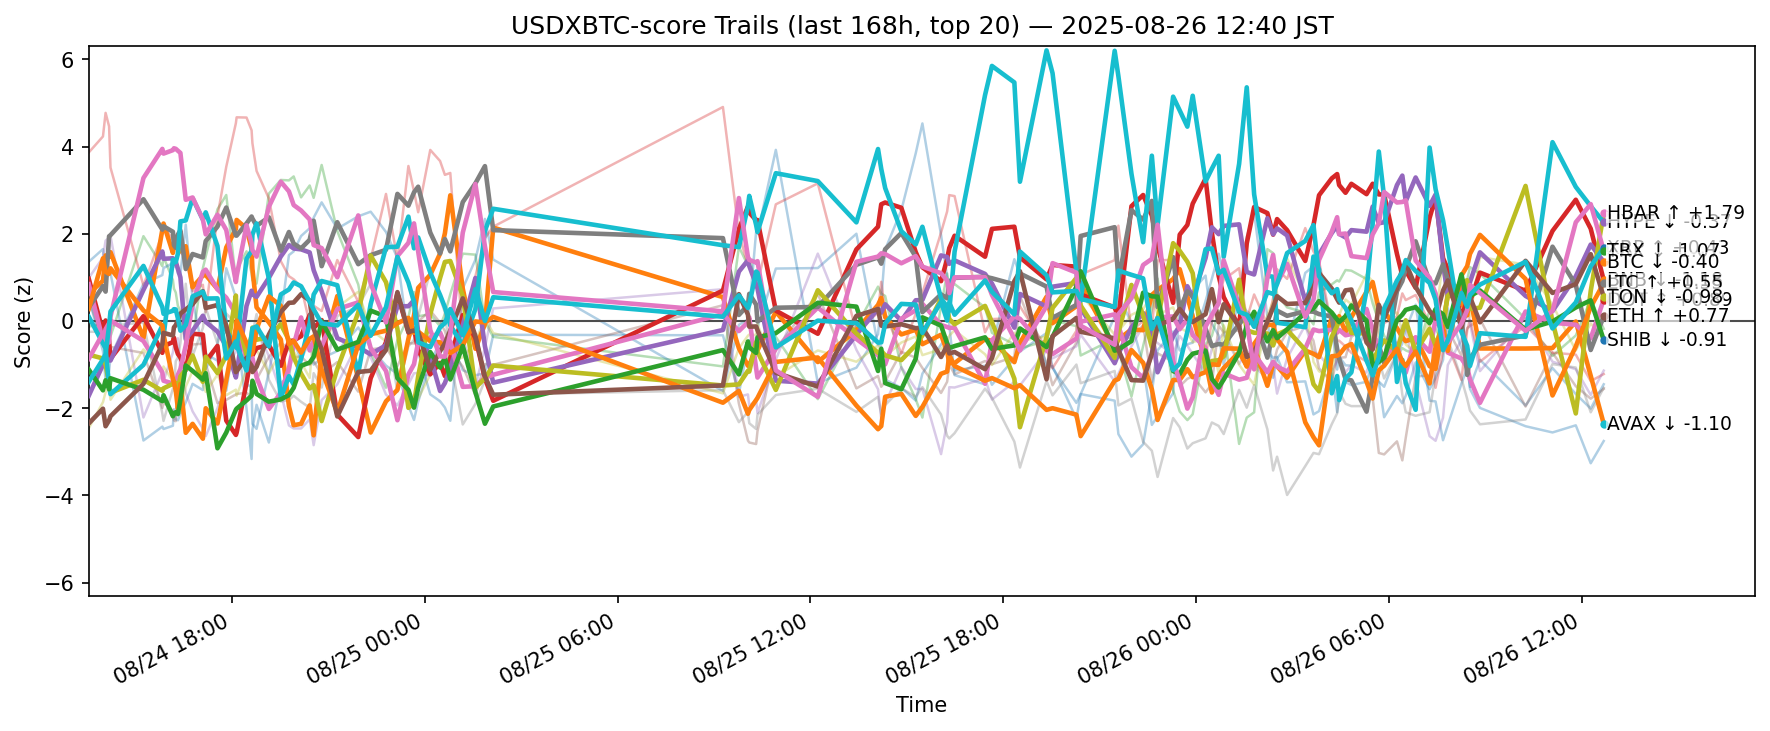 USDXBTC-score Trails (last 168h, top 20) — 2025-08-26 12:40 JST
Score (z)
6
4
2
0
−2
−4
−6
HBAR ↑ +1.79
HYPE ↓ -0.37
BTC ↓ -0.40
TON ↓ -0.98
ETH ↑ +0.77
SHIB ↓ -0.91
AVAX ↓ -1.10
08/24 18:00
08/25 00:00
08/25 06:00
08/25 12:00
08/25 18:00
08/26 00:00
08/26 06:00
08/26 12:00
Time